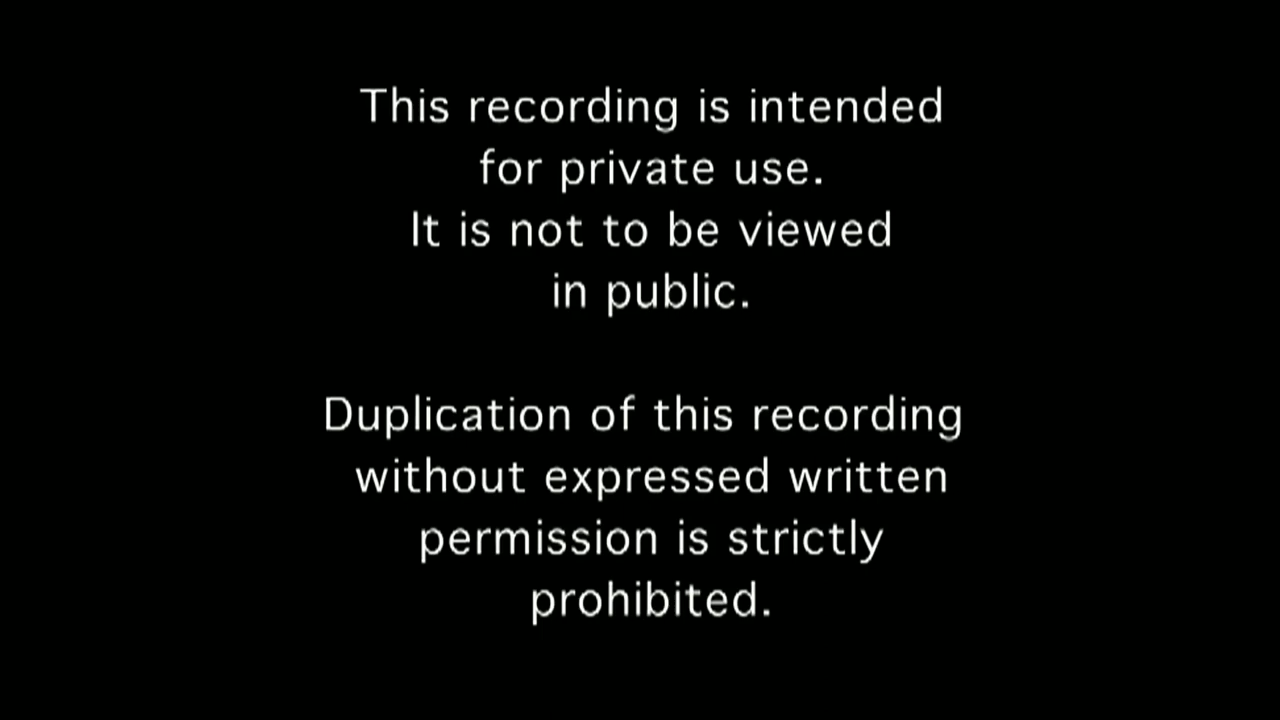 This recording is intended
for private use.
It is not to be viewed
in public.
Duplication of this recording
without expressed written
permission is strictly
prohibited.